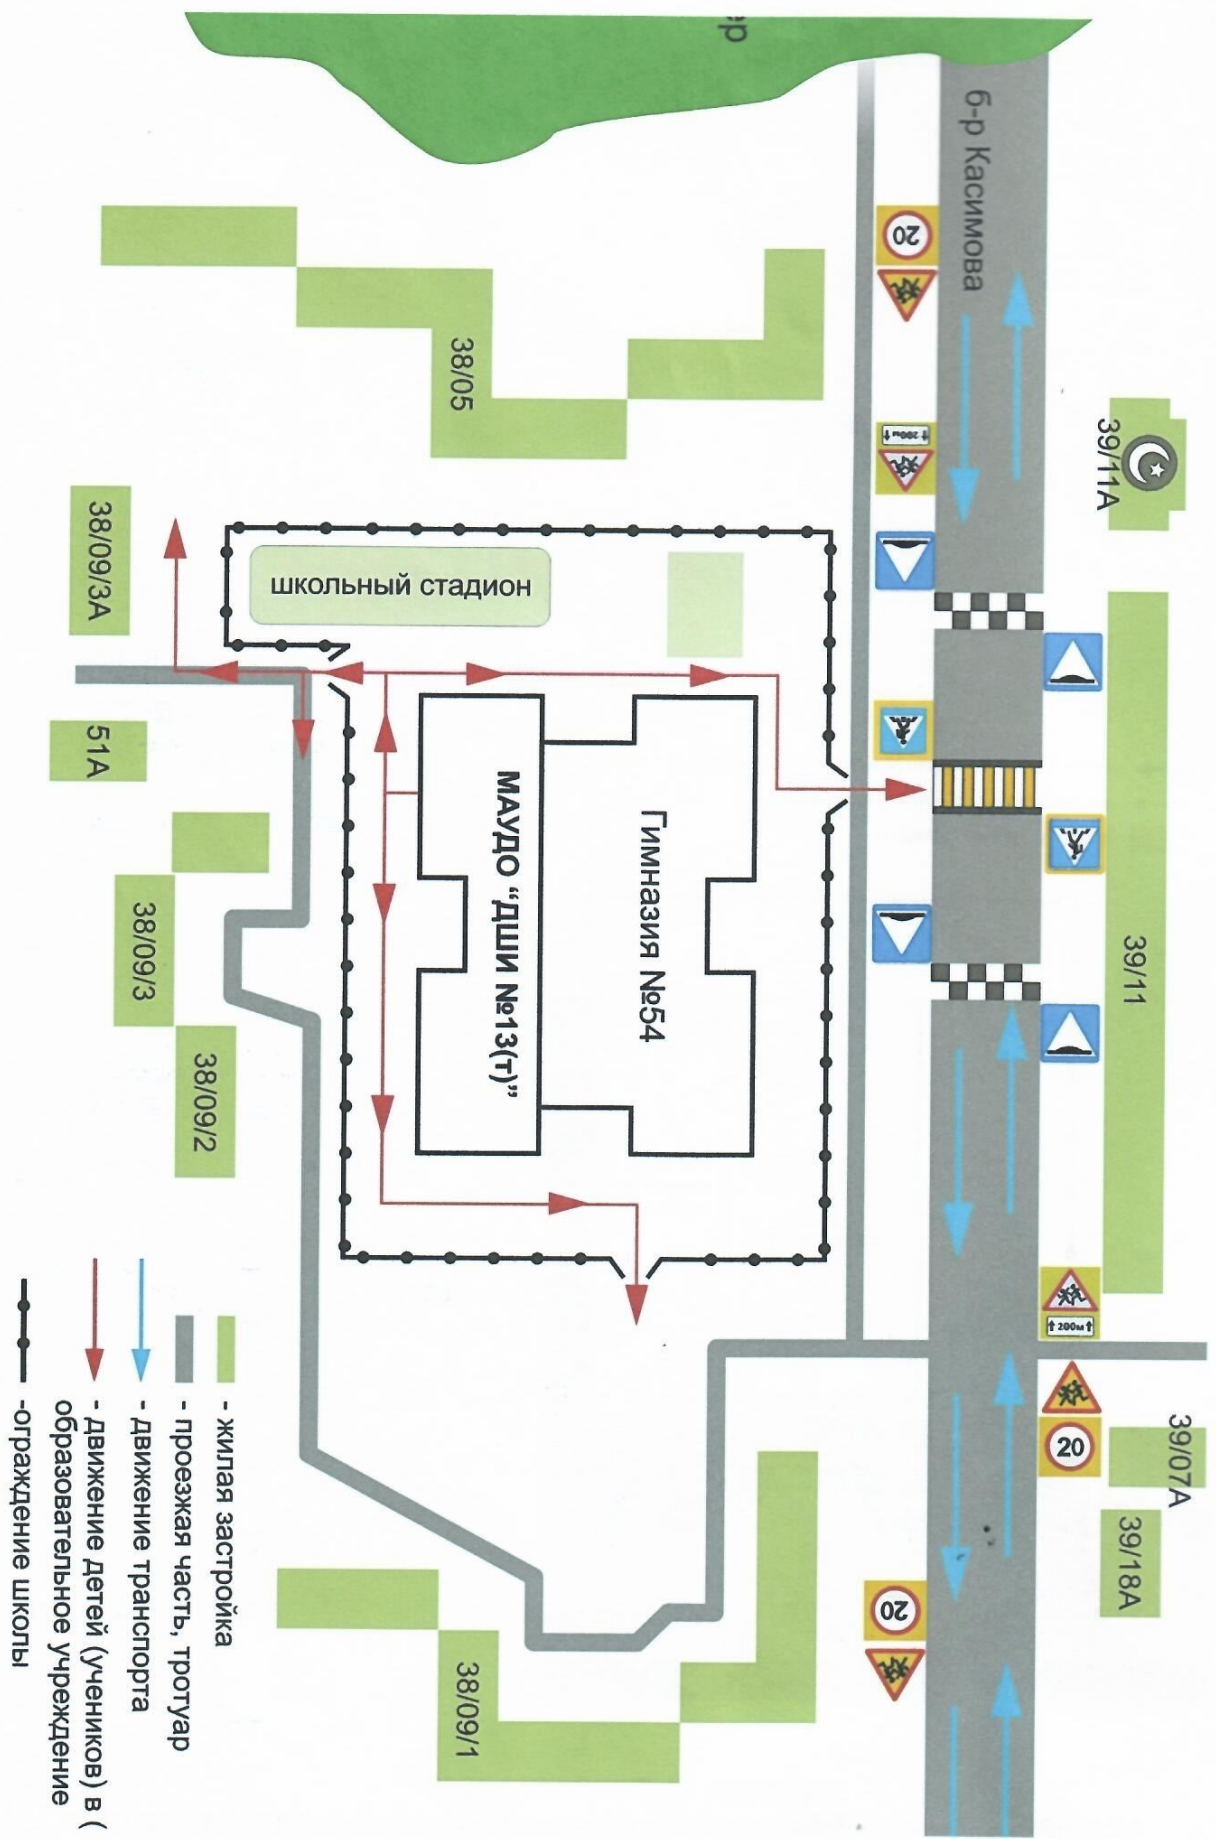 б-р Касимова
39/11А
39/11
39/07А
39/18А
20
200м
200м
20
20
38/05
школьный стадион
Гимназия №54
МАУДО “ДШИ №13(т)”
38/09/3А
51А
38/09/3
38/09/2
38/09/1
- жилая застройка
- проезжая часть, тротуар
- движение транспорта
- движение детей (учеников) в (
образовательное учреждение
-ограждение школы